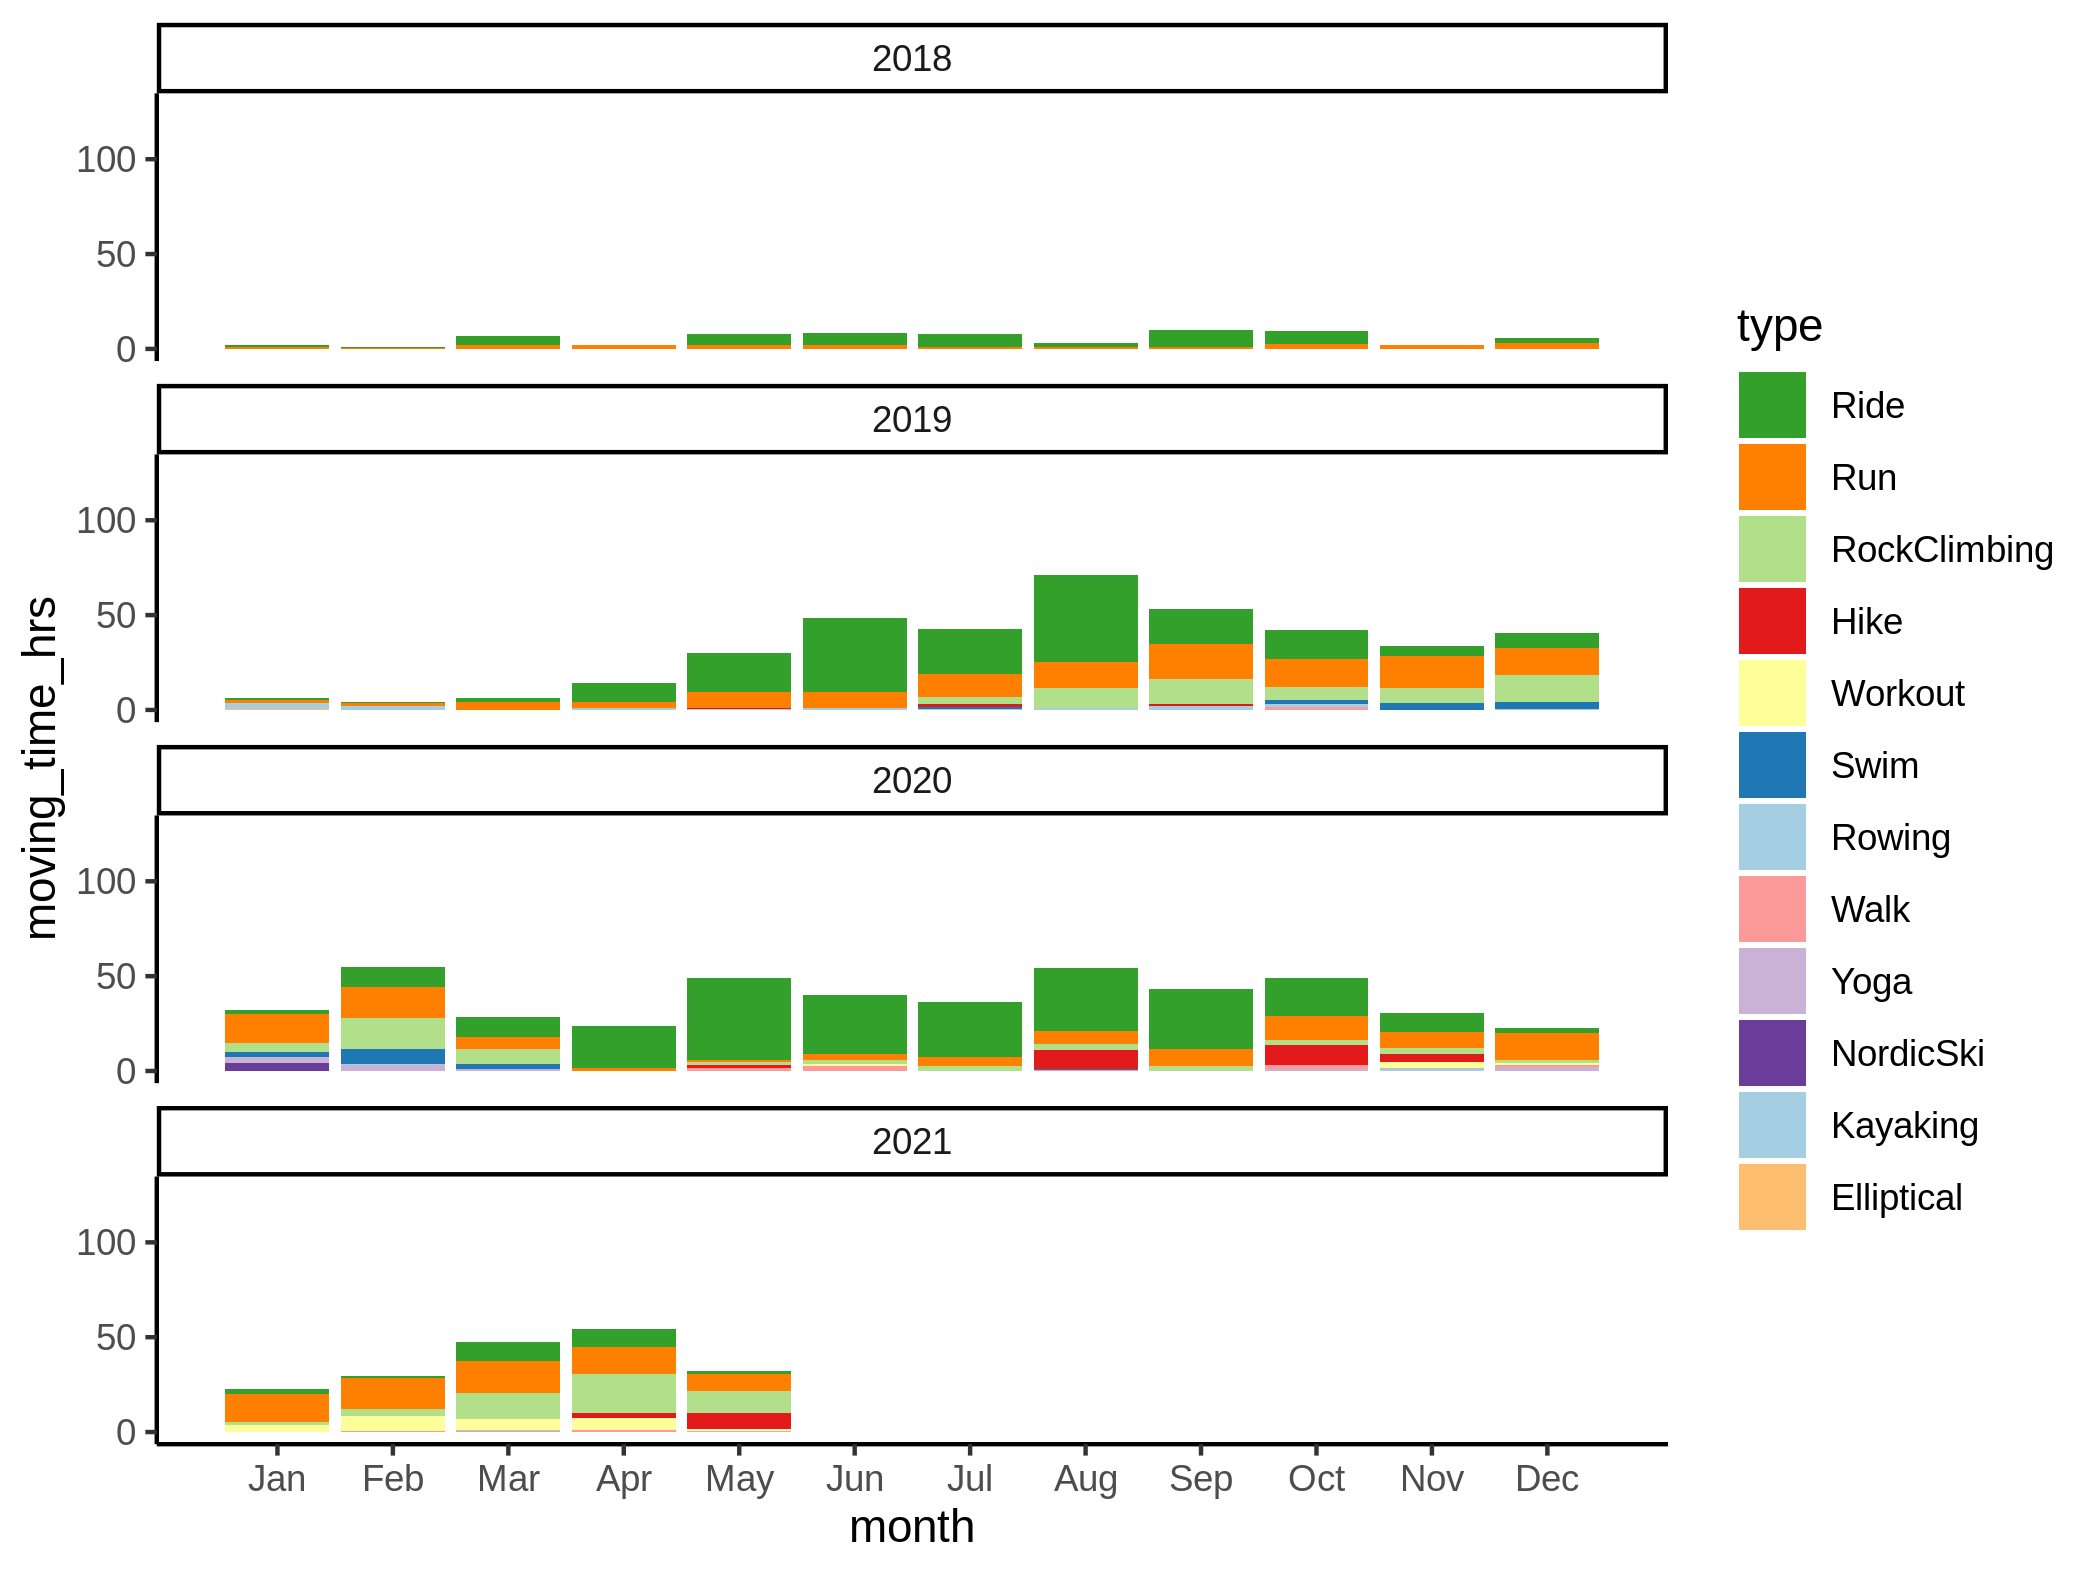 2018
100
50
0
2019
100
50
0
2020
100
50
0
2021
100
50
0
Jan Feb Mar Apr May Jun Jul Aug Sep Oct Nov Dec
month
moving_time_hrs
type
Ride
Run
RockClimbing
Hike
Workout
Swim
Rowing
Walk
Yoga
NordicSki
Kayaking
Elliptical